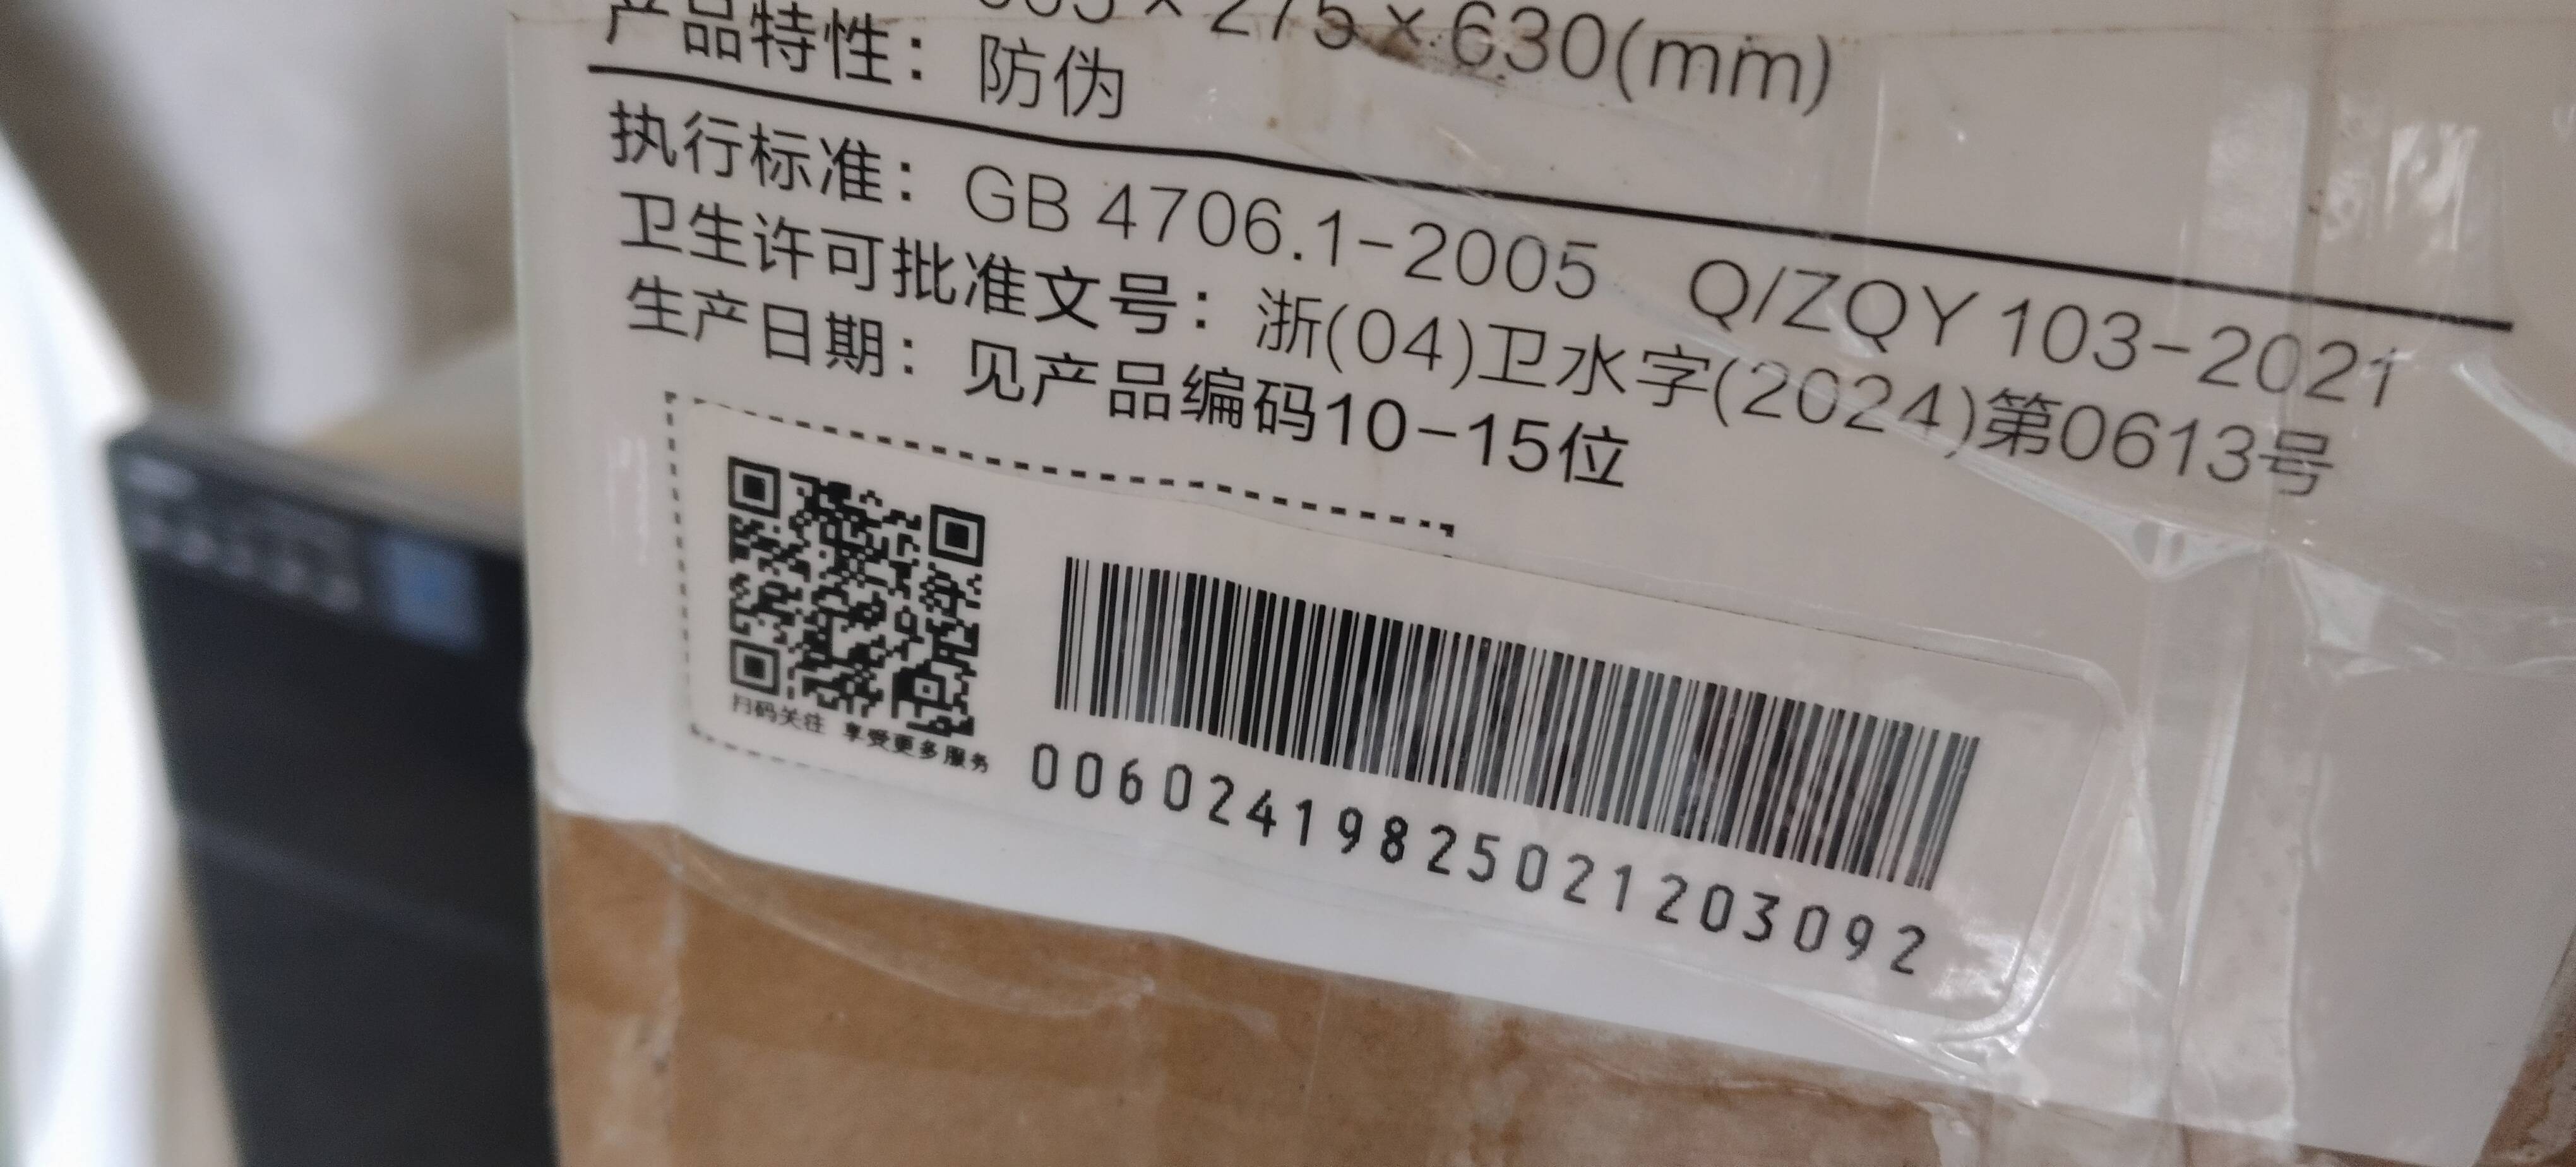 × 275 × 630(mm)
产品特性： 防伪
执行标准： GB 4706.1-2005 Q/ZQY 103-2021
卫生许可批准文号： 浙(04)卫水字(2024)第0613号
生产日期： 见产品编码10-15位
扫码关注 享受更多服务
00602419825021203092